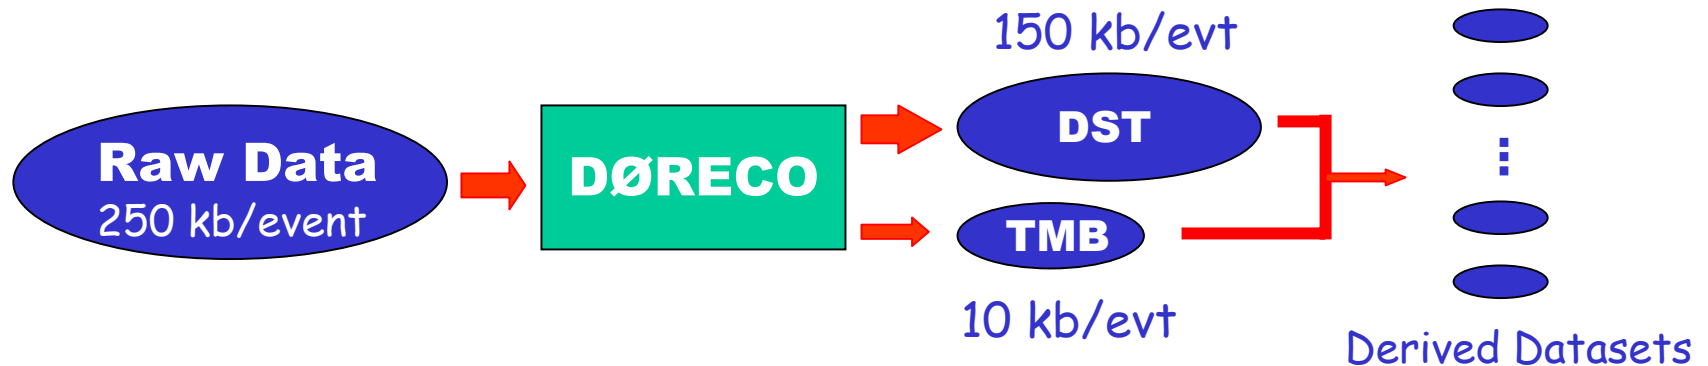 Raw Data
250 kb/event
DØRECO
150 kb/evt
DST
TMB
10 kb/evt
Derived Datasets